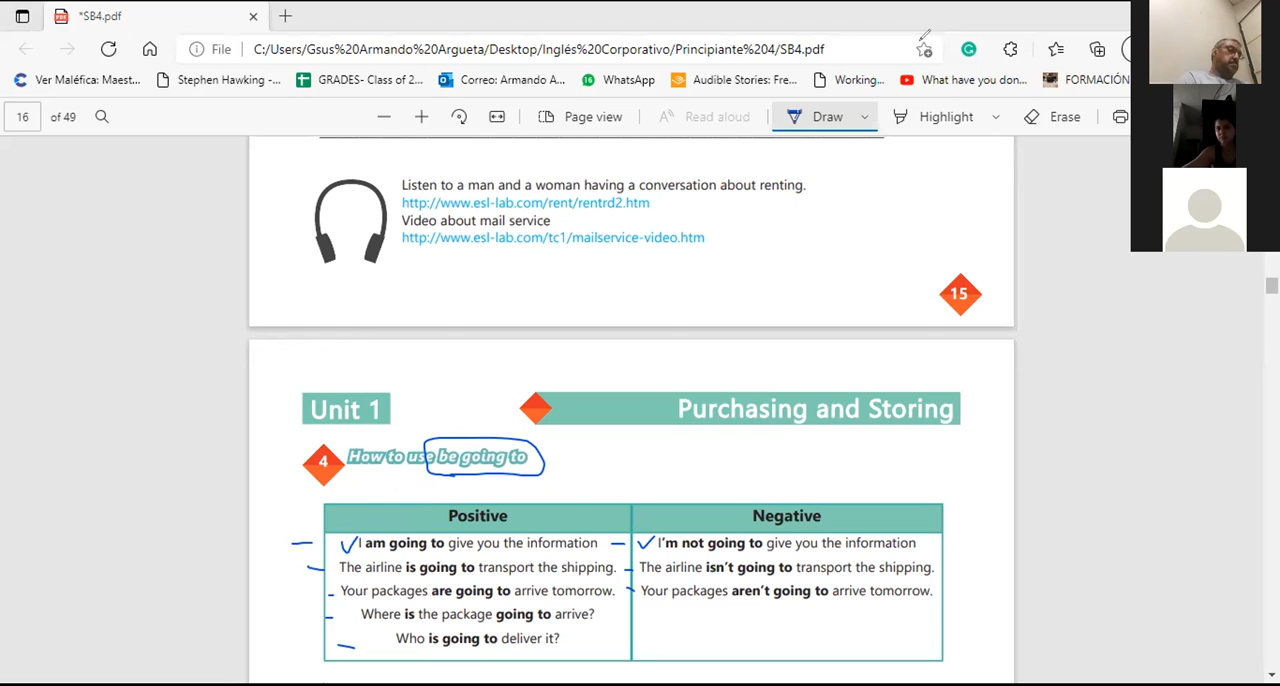 *SB4.pdf
File C:/Users/Gsus%20Armando%20Argueta/Desktop/Inglés%20Corporativo/Principiante%204/SB4.pdf
Ver Maléfica: Maest... Stephen Hawking -... GRADES- Class of 2... Correo: Armando A... WhatsApp Audible Stories: Fre... Working... What have you don... FORMACIÓN
16 of 49 Page view Read aloud Draw Highlight Erase
Listen to a man and a woman having a conversation about renting.
http://www.esl-lab.com/rent/rentrd2.htm
Video about mail service
http://www.esl-lab.com/tc1/mailservice-video.htm
15
Unit 1 Purchasing and Storing
4 How to use be going to
Positive Negative
I am going to give you the information I'm not going to give you the information
The airline is going to transport the shipping. The airline isn't going to transport the shipping.
Your packages are going to arrive tomorrow. Your packages aren't going to arrive tomorrow.
Where is the package going to arrive?
Who is going to deliver it?